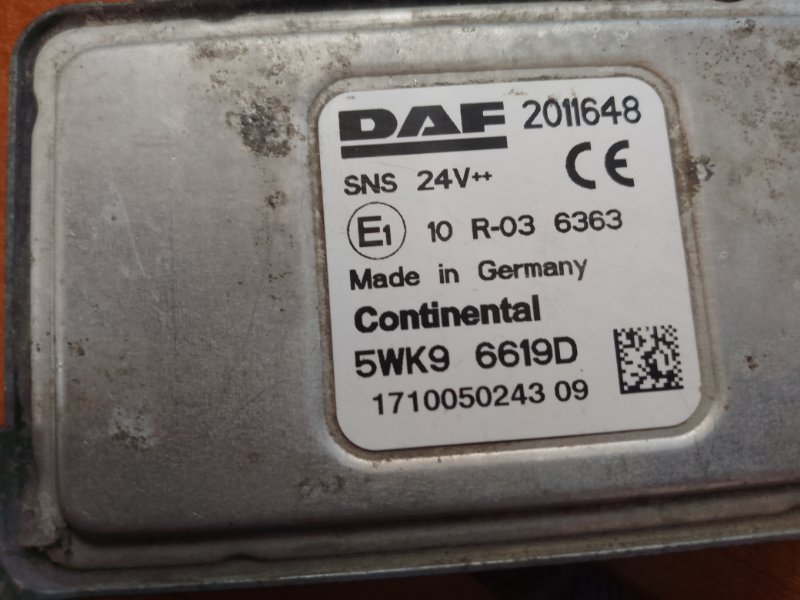 DAF 2011648
SNS 24V++ CE
E1 10 R-03 6363
Made in Germany
Continental
5WK9 6619D
1710050243 09